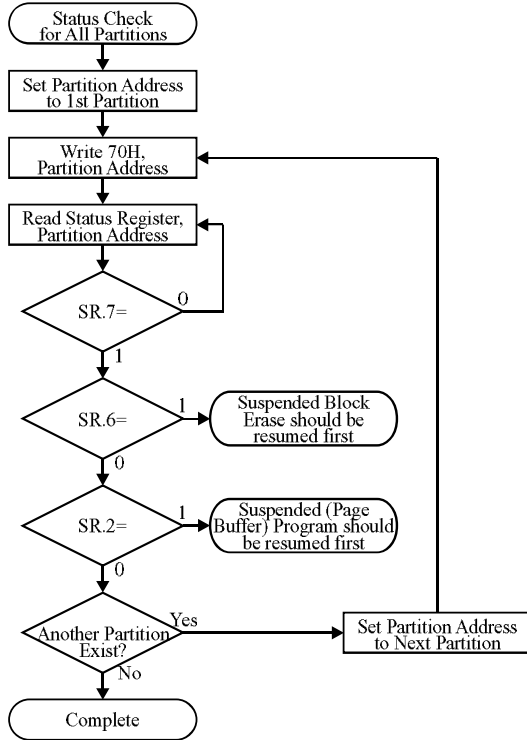 Status Check
for All Partitions
Set Partition Address
to 1st Partition
Write 70H,
Partition Address
Read Status Register,
Partition Address
SR.7=
0
1
SR.6=
1
Suspended Block
Erase should be
resumed first
0
SR.2=
1
Suspended (Page
Buffer) Program should
be resumed first
0
Another Partition
Exist?
Yes
Set Partition Address
to Next Partition
No
Complete